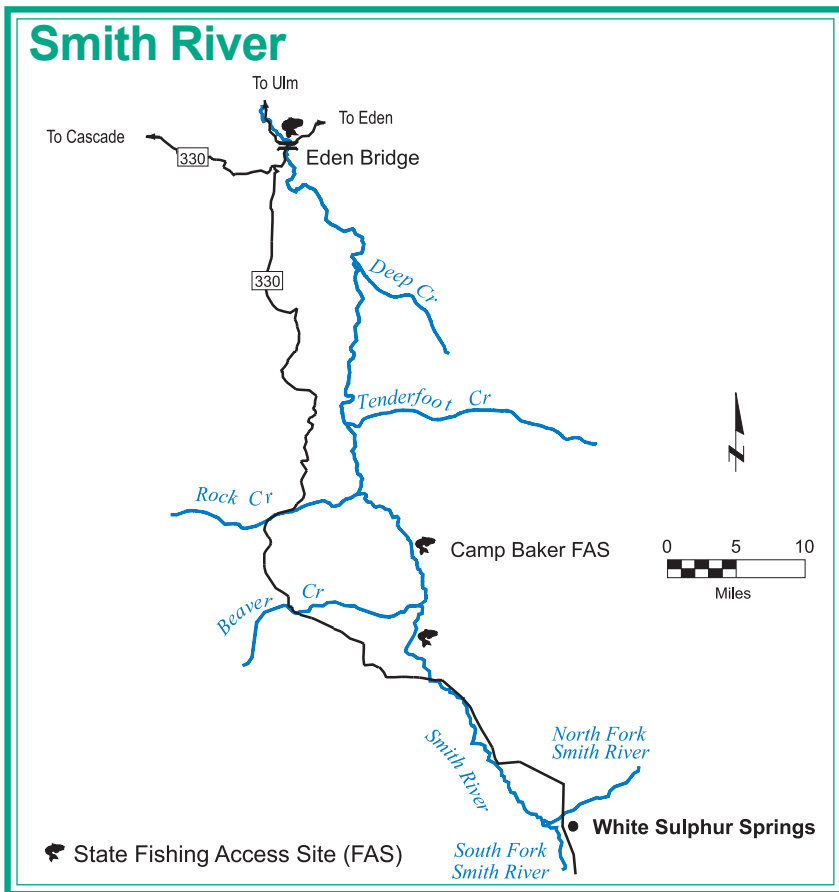 Smith River
To Ulm
To Eden
To Cascade
330
Eden Bridge
Deep Cr
330
Tenderfoot Cr
Rock Cr
Camp Baker FAS
0 5 10
Miles
Beaver Cr
North Fork
Smith River
Smith River
White Sulphur Springs
South Fork
Smith River
State Fishing Access Site (FAS)
N